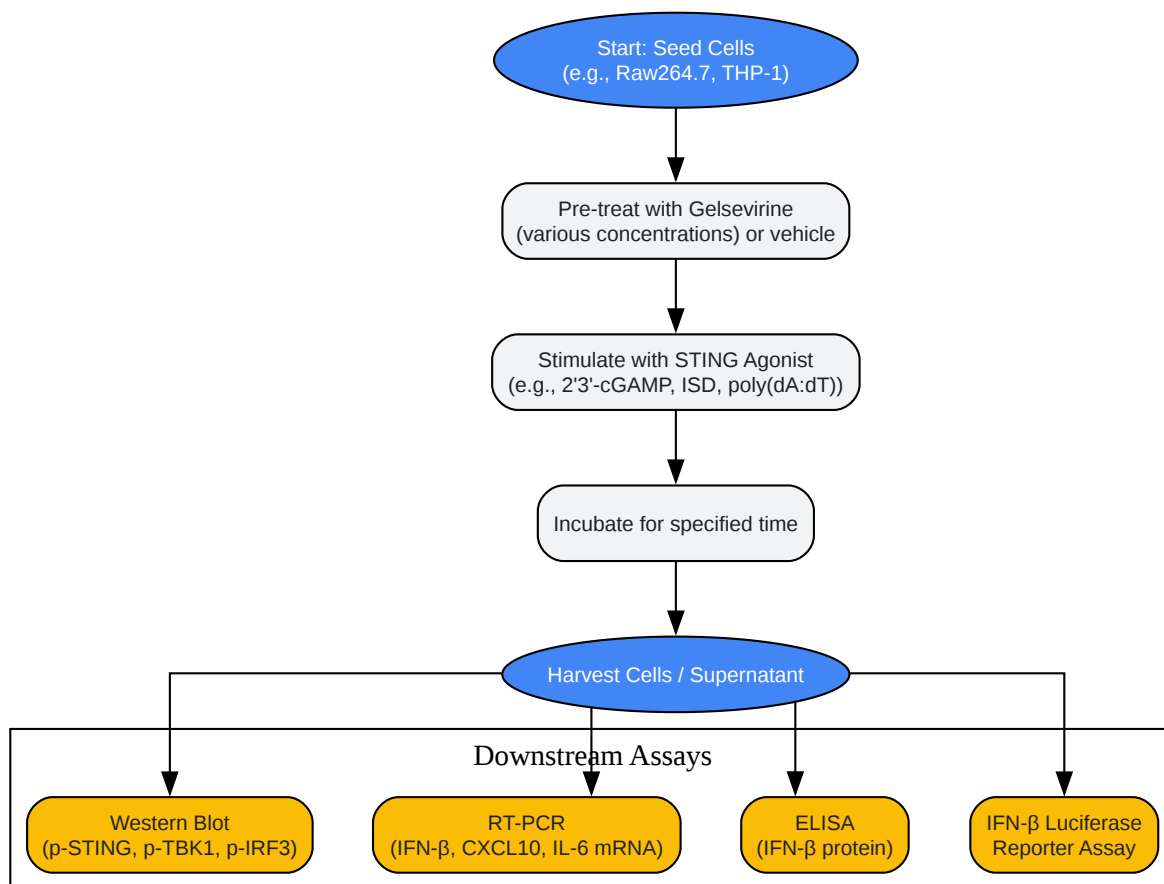 Start: Seed Cells
(e.g., Raw264.7, THP-1)
Pre-treat with Gelsevirine
(various concentrations) or vehicle
Stimulate with STING Agonist
(e.g., 2'3'-cGAMP, ISD, poly(dA:dT))
Incubate for specified time
Harvest Cells / Supernatant
Downstream Assays
Western Blot
(p-STING, p-TBK1, p-IRF3)
RT-PCR
(IFN-β, CXCL10, IL-6 mRNA)
ELISA
(IFN-β protein)
IFN-β Luciferase
Reporter Assay